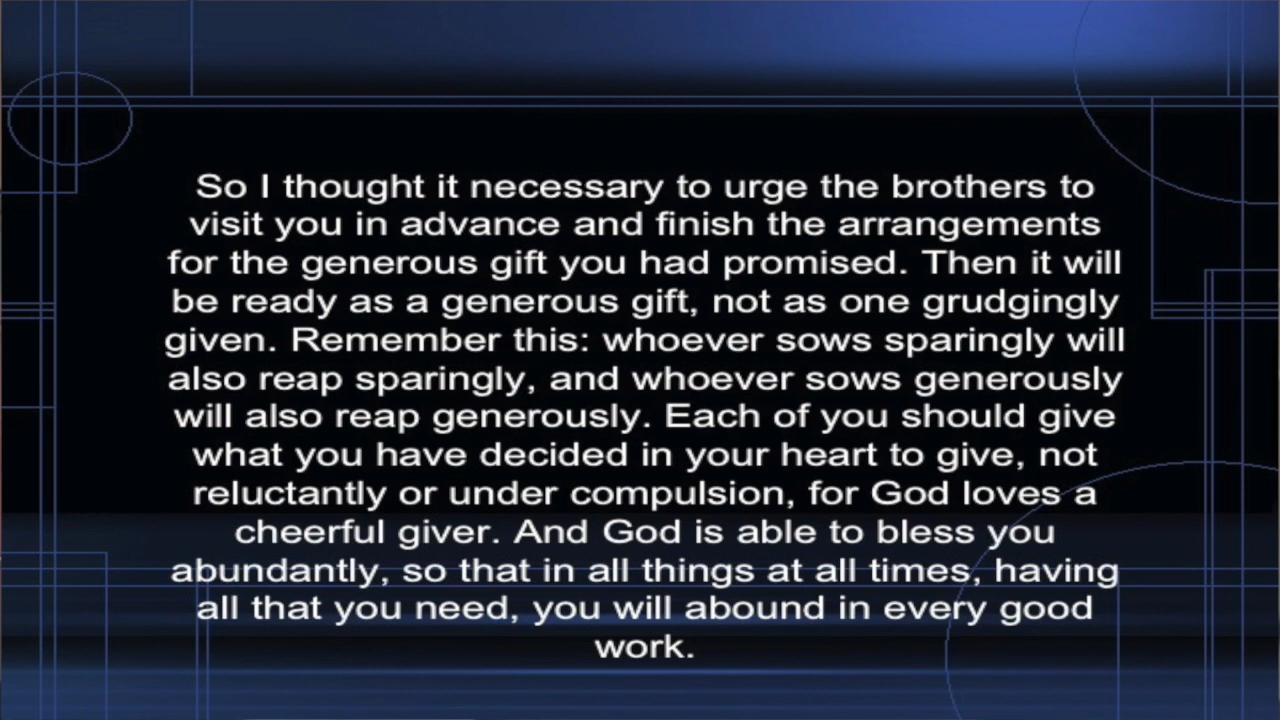 So I thought it necessary to urge the brothers to
visit you in advance and finish the arrangements
for the generous gift you had promised. Then it will
be ready as a generous gift, not as one grudgingly
given. Remember this: whoever sows sparingly will
also reap sparingly, and whoever sows generously
will also reap generously. Each of you should give
what you have decided in your heart to give, not
reluctantly or under compulsion, for God loves a
cheerful giver. And God is able to bless you
abundantly, so that in all things at all times, having
all that you need, you will abound in every good
work.